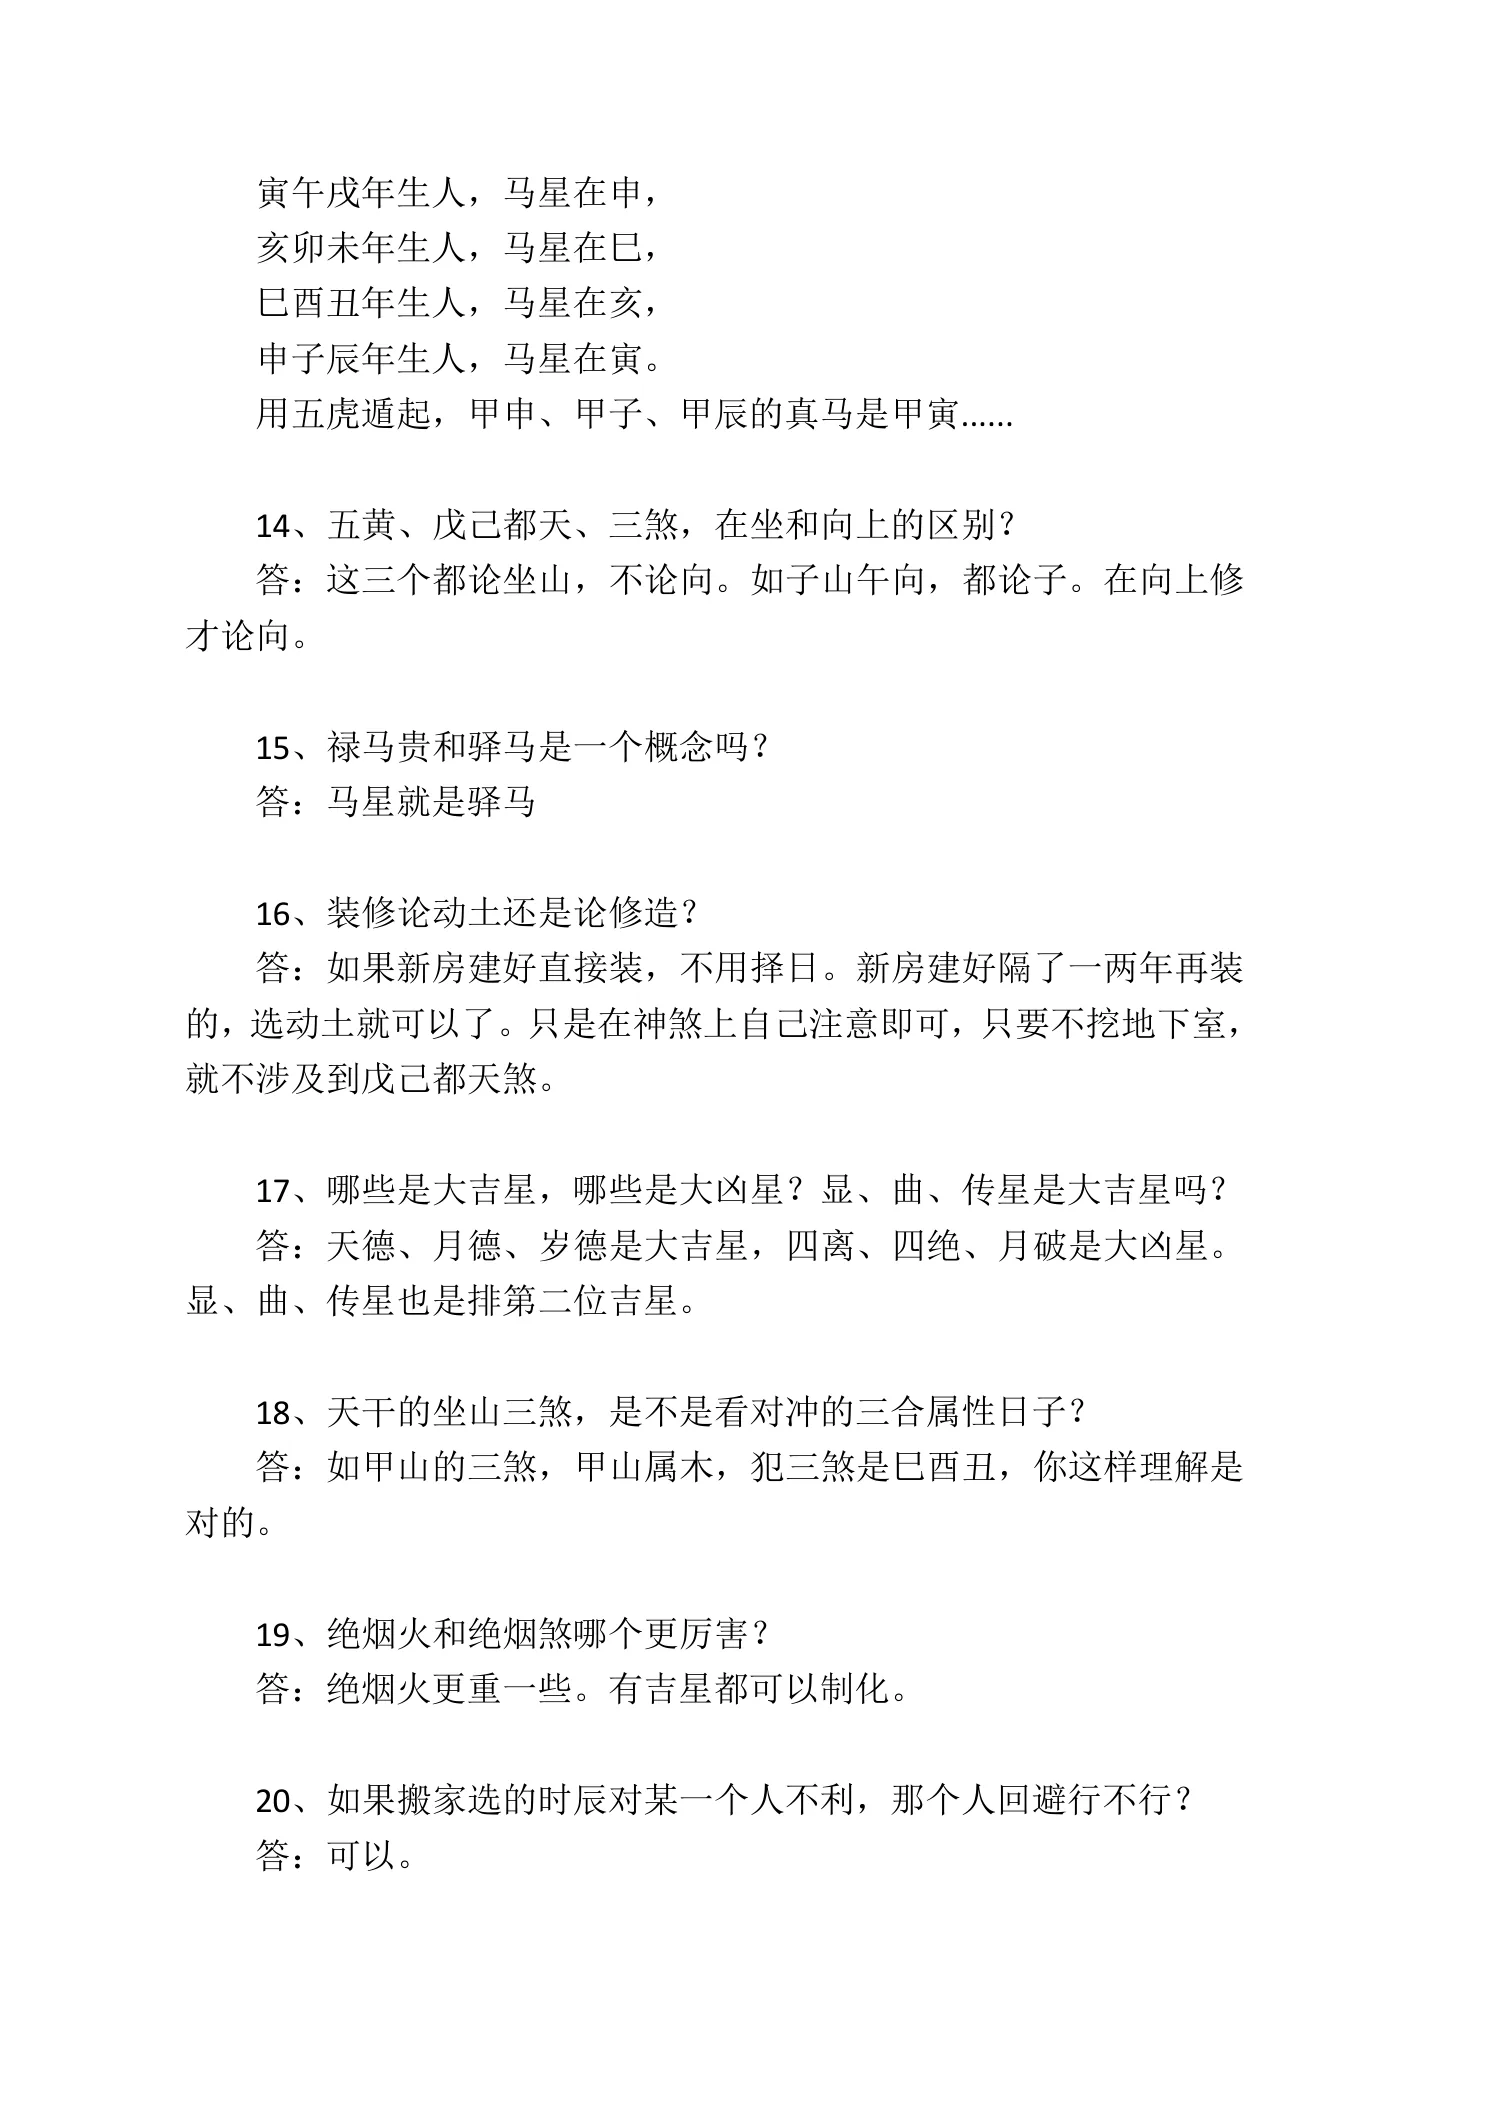 寅午戌年生人，马星在申，
亥卯未年生人，马星在巳，
巳酉丑年生人，马星在亥，
申子辰年生人，马星在寅。
用五虎遁起，甲申、甲子、甲辰的真马是甲寅......
14、五黄、戊己都天、三煞，在坐和向上的区别？
答：这三个都论坐山，不论向。如子山午向，都论子。在向上修
才论向。
15、禄马贵和驿马是一个概念吗？
答：马星就是驿马
16、装修论动土还是论修造？
答：如果新房建好直接装，不用择日。新房建好隔了一两年再装
的，选动土就可以了。只是在神煞上自己注意即可，只要不挖地下室，
就不涉及到戊己都天煞。
17、哪些是大吉星，哪些是大凶星？显、曲、传星是大吉星吗？
答：天德、月德、岁德是大吉星，四离、四绝、月破是大凶星。
显、曲、传星也是排第二位吉星。
18、天干的坐山三煞，是不是看对冲的三合属性日子？
答：如甲山的三煞，甲山属木，犯三煞是巳酉丑，你这样理解是
对的。
19、绝烟火和绝烟煞哪个更厉害？
答：绝烟火更重一些。有吉星都可以制化。
20、如果搬家选的时辰对某一个人不利，那个人回避行不行？
答：可以。